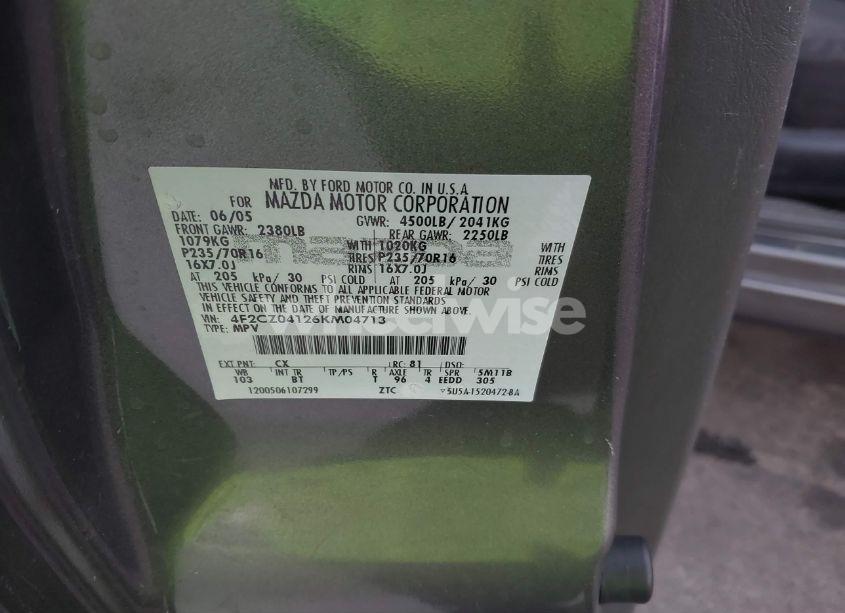 MFD. BY FORD MOTOR CO. IN U.S.A.
FOR MAZDA MOTOR CORPORATION
DATE: 06/05 GVWR: 4500LB/ 2041KG
FRONT GAWR: 2380LB REAR GAWR: 2250LB
1079KG WITH 1020KG WITH
P235/70R16 TIRES P235/70R16 TIRES
16X7.0J RIMS 16X7.0J RIMS
AT 205 kPa/ 30 PSI COLD AT 205 kPa/ 30 PSI COLD
THIS VEHICLE CONFORMS TO ALL APPLICABLE FEDERAL MOTOR
VEHICLE SAFETY AND THEFT PREVENTION STANDARDS
IN EFFECT ON THE DATE OF MANUFACTURE SHOWN ABOVE.
VIN: 4F2CZ04126KM04713
TYPE: MPV
EXT PNT: CX RC: 81 DSO:
WB INT TR TP/PS R AXLE TR SPR 5M11B
103 BT T 96 4 EEDD 305
1200506107299 ZTC 5U5A-1520472-BA
wheelwise